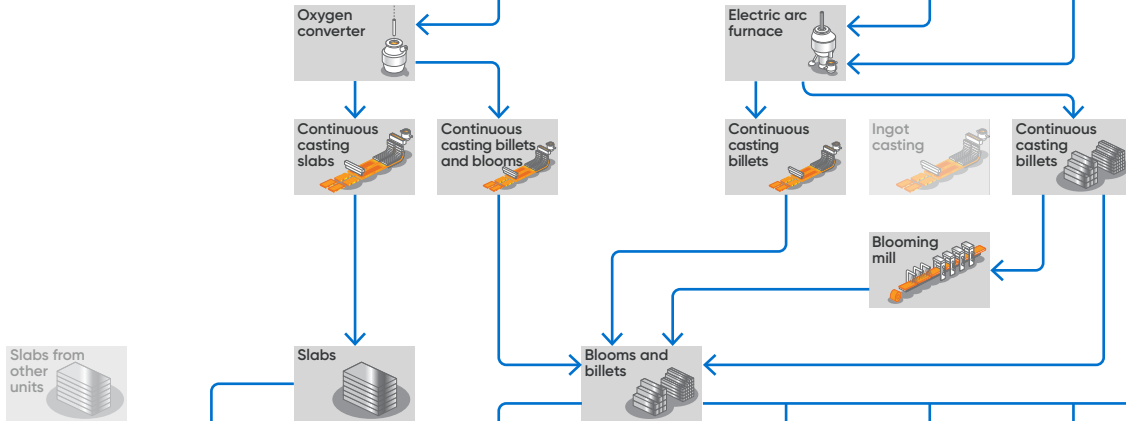 Oxygen
converter
Electric arc
furnace
Continuous
casting
slabs
Continuous
casting billets
and blooms
Continuous
casting
billets
Ingot
casting
Continuous
casting
billets
Blooming
mill
Slabs from
other
units
Slabs
Blooms and
billets